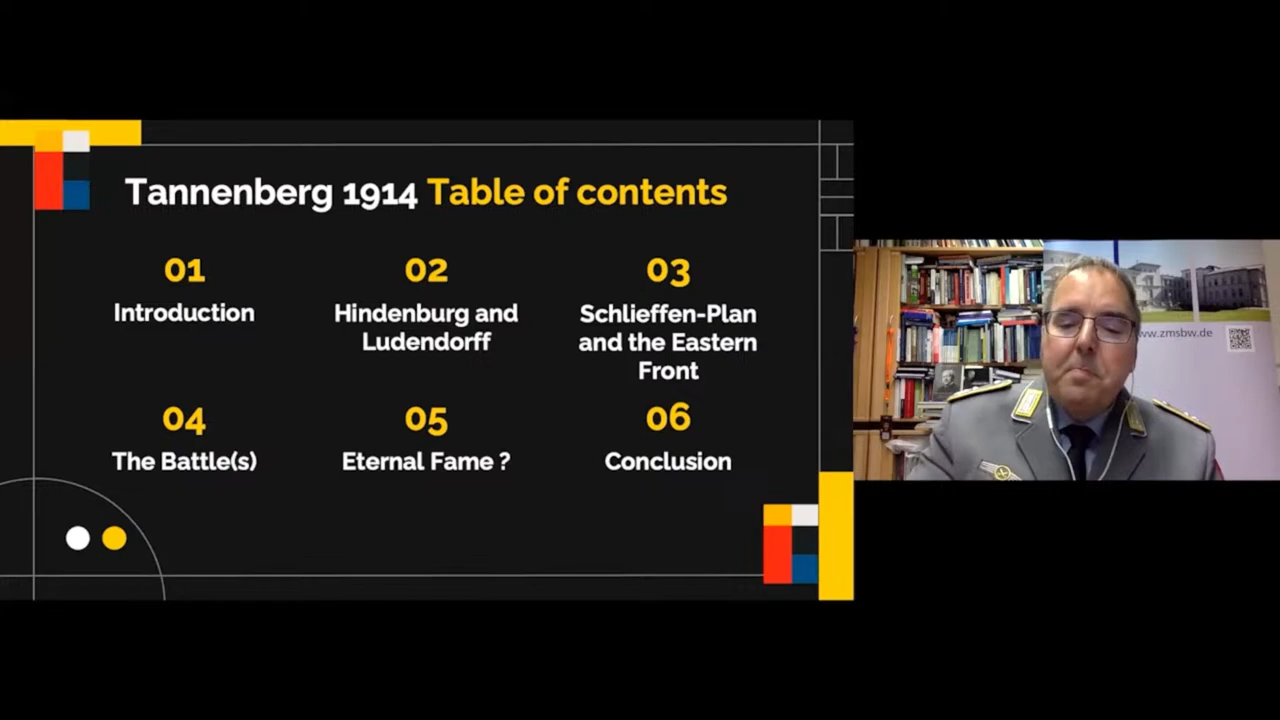 Tannenberg 1914 Table of contents
01
Introduction
02
Hindenburg and
Ludendorff
03
Schlieffen-Plan
and the Eastern
Front
04
The Battle(s)
05
Eternal Fame ?
06
Conclusion
www.zmsbw.de